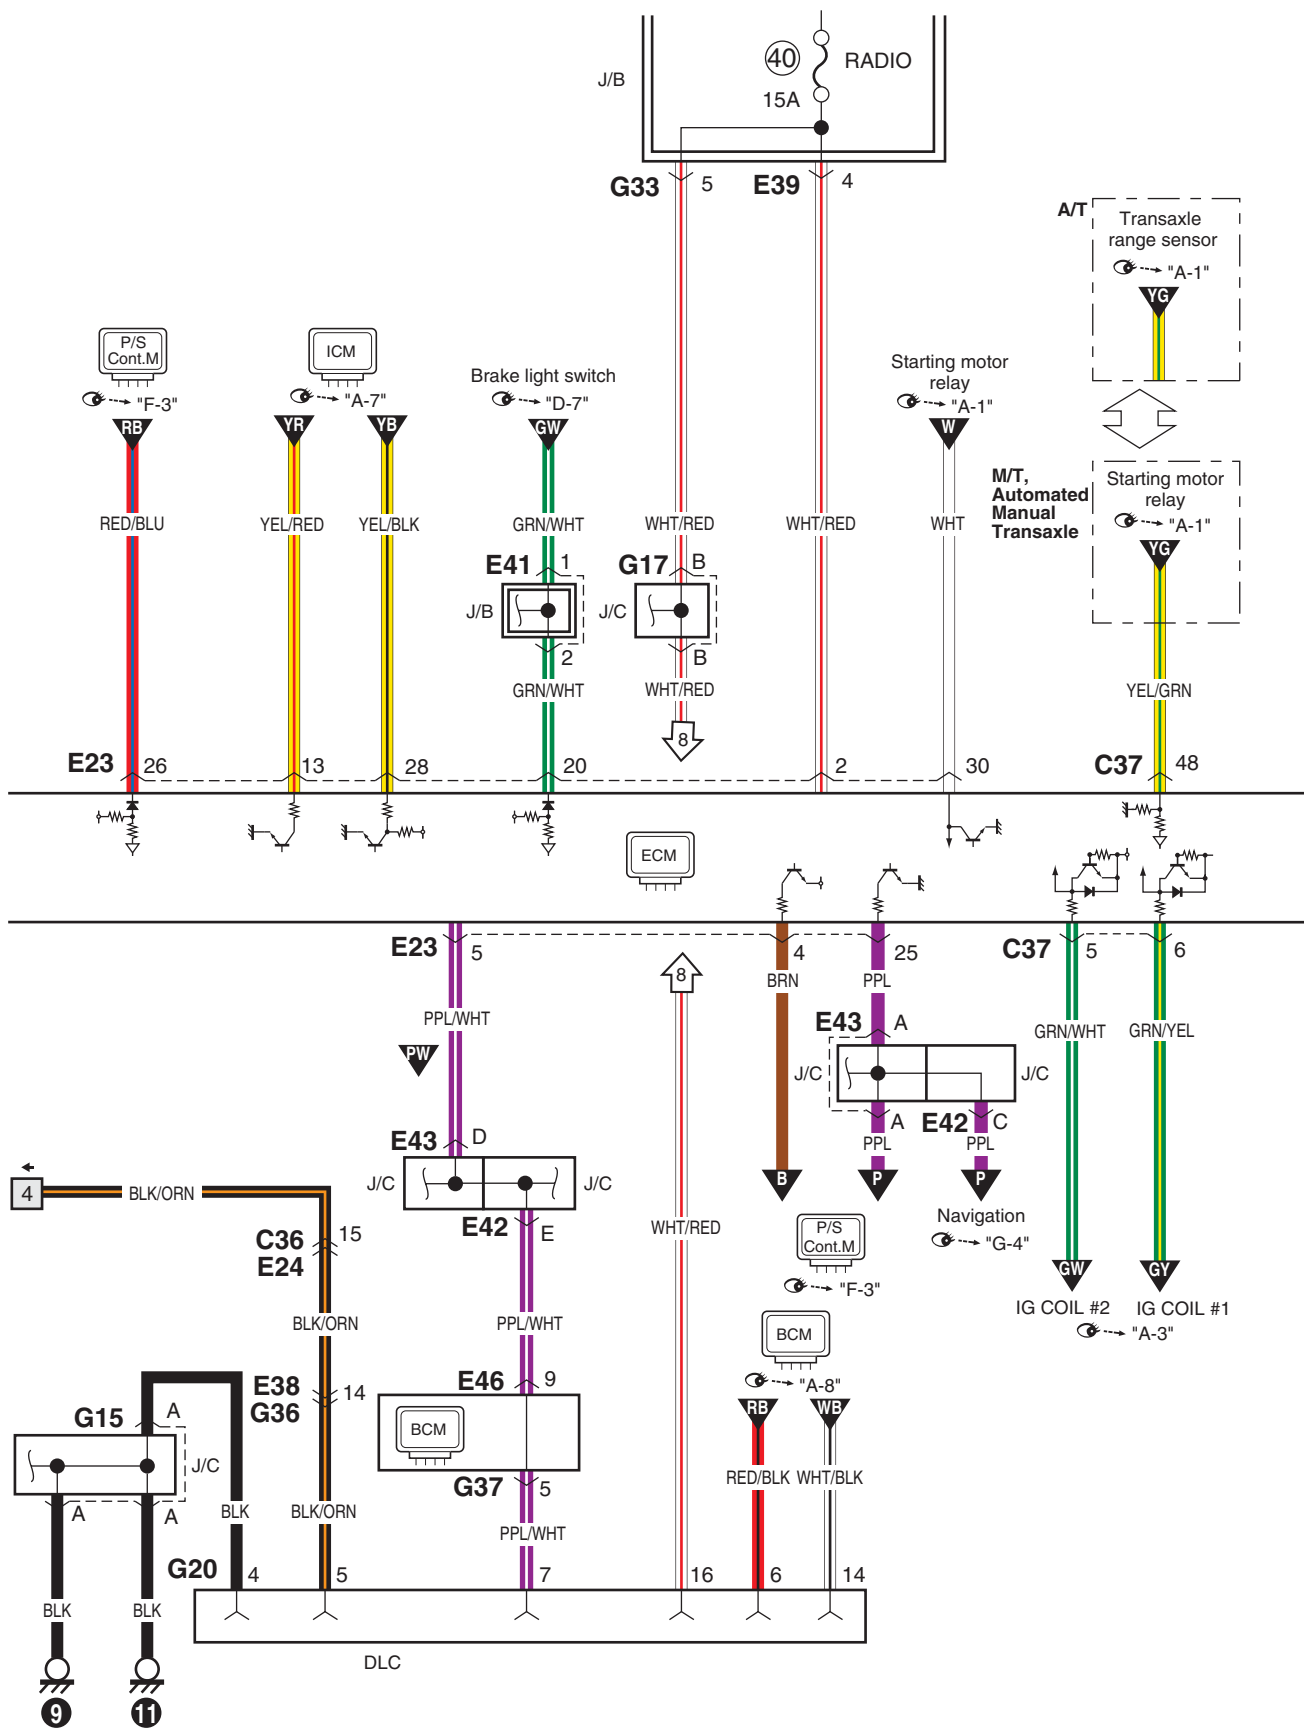 40 RADIO
J/B
15A
G33 5 E39 4
A/T
Transaxle
range sensor
"A-1"
YG
P/S
Cont.M
"F-3"
RB
ICM
"A-7"
YR YB
Brake light switch
"D-7"
GW
Starting motor
relay
"A-1"
W
M/T,
Automated
Manual
Transaxle
Starting motor
relay
"A-1"
YG
RED/BLU YEL/RED YEL/BLK GRN/WHT WHT/RED WHT/RED WHT
E41 1 G17 B
J/B J/C
2 B
GRN/WHT WHT/RED YEL/GRN
8
E23 26 13 28 20 2 30 C37 48
ECM
E23 5 4 25 C37 5 6
8
BRN PPL
PPL/WHT
E43 A
GRN/WHT GRN/YEL
PW
J/C J/C
A E42 C
PPL PPL
E43 D
B P P
J/C J/C
4 BLK/ORN
E42 E
WHT/RED
Navigation
"G-4"
P/S
Cont.M
"F-3"
C36 15
E24
GW GY
IG COIL #2 IG COIL #1
"A-3"
BLK/ORN PPL/WHT
BCM
"A-8"
E46 9
E38 14
G36
RB WB
G15 A
BCM
J/C
RED/BLK WHT/BLK
G37 5
A A
BLK BLK/ORN PPL/WHT
G20 4 5 7 16 6 14
BLK BLK
DLC
9 11